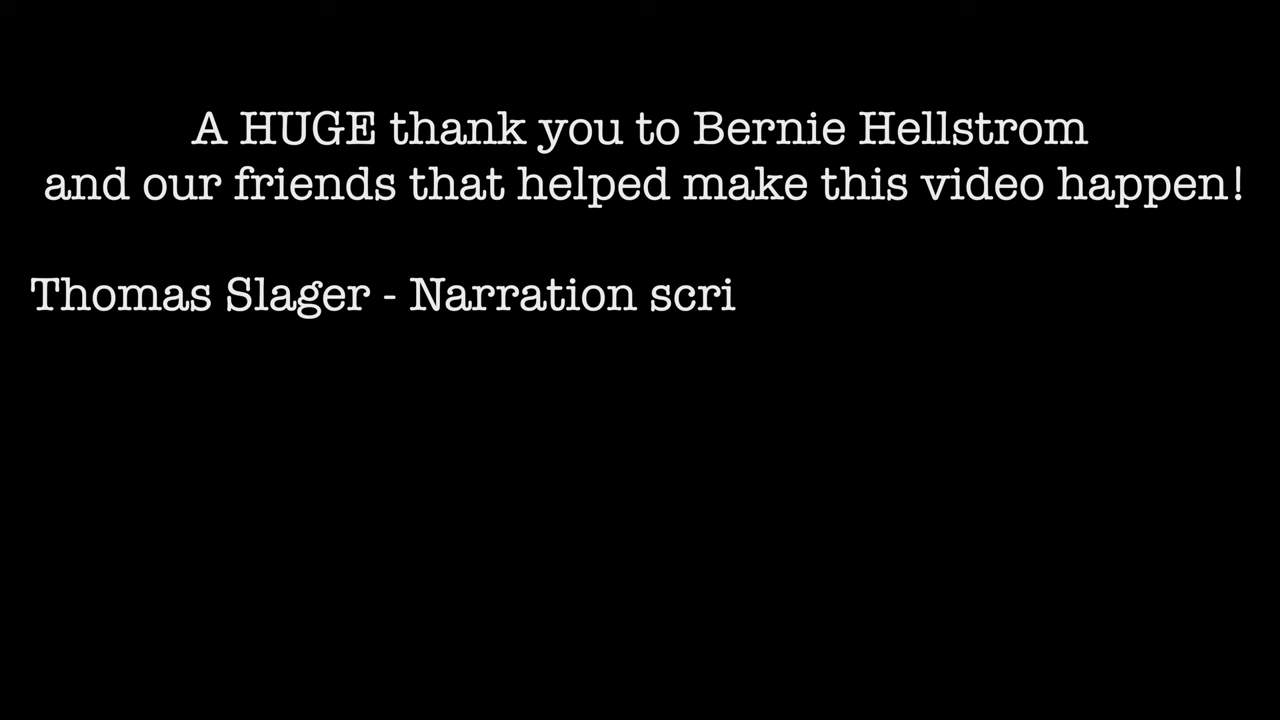 A HUGE thank you to Bernie Hellstrom
and our friends that helped make this video happen!
Thomas Slager - Narration scri